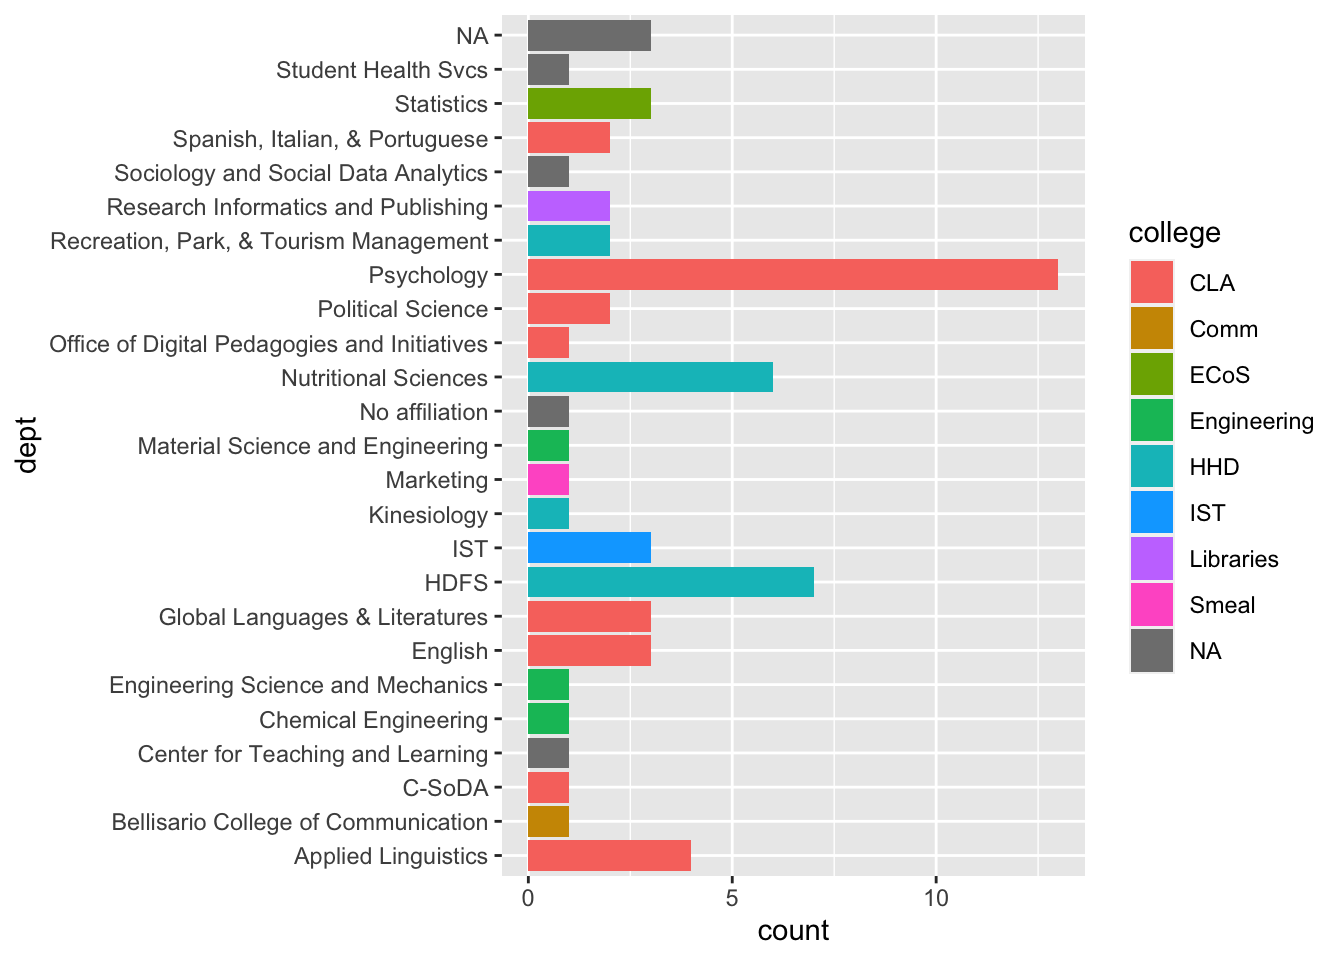 NA
Student Health Svcs
Statistics
Spanish, Italian, & Portuguese
Sociology and Social Data Analytics
Research Informatics and Publishing
Recreation, Park, & Tourism Management
Psychology
Political Science
Office of Digital Pedagogies and Initiatives
Nutritional Sciences
No affiliation
Material Science and Engineering
Marketing
Kinesiology
IST
HDFS
Global Languages & Literatures
English
Engineering Science and Mechanics
Chemical Engineering
Center for Teaching and Learning
C-SoDA
Bellisario College of Communication
Applied Linguistics
dept
0 5 10
count
college
CLA
Comm
ECoS
Engineering
HHD
IST
Libraries
Smeal
NA